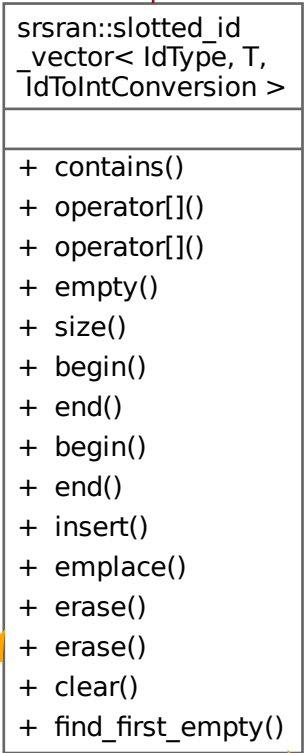 srsran::slotted_id
_vector< IdType, T,
IdToIntConversion >
+ contains()
+ operator[]()
+ operator[]()
+ empty()
+ size()
+ begin()
+ end()
+ begin()
+ end()
+ insert()
+ emplace()
+ erase()
+ erase()
+ clear()
+ find_first_empty()